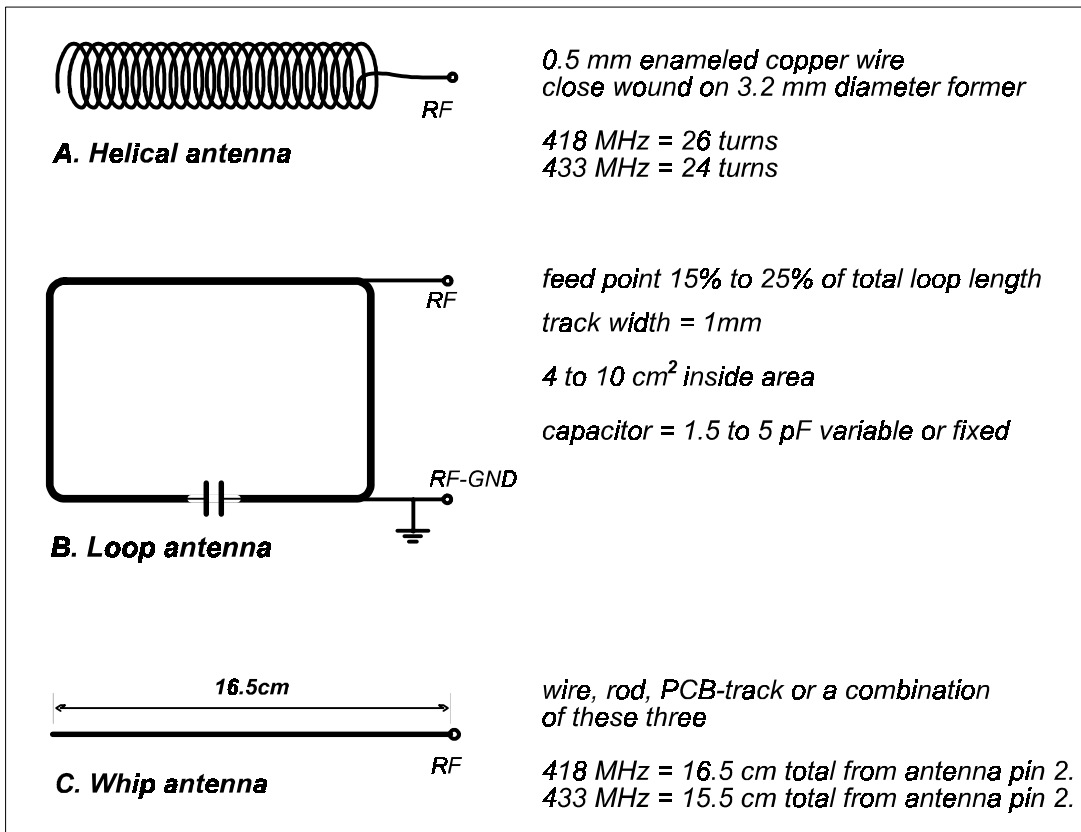 RF
A. Helical antenna
0.5 mm enameled copper wire
close wound on 3.2 mm diameter former
418 MHz = 26 turns
433 MHz = 24 turns
RF
RF-GND
B. Loop antenna
feed point 15% to 25% of total loop length
track width = 1mm
4 to 10 cm² inside area
capacitor = 1.5 to 5 pF variable or fixed
16.5cm
RF
C. Whip antenna
wire, rod, PCB-track or a combination
of these three
418 MHz = 16.5 cm total from antenna pin 2.
433 MHz = 15.5 cm total from antenna pin 2.